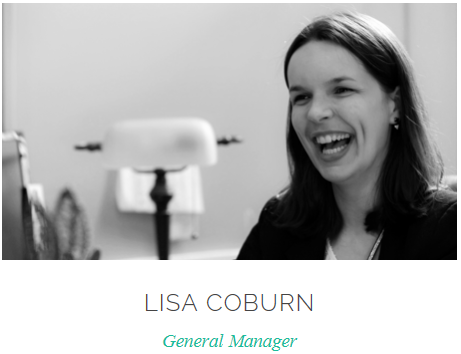 LISA COBURN
General Manager